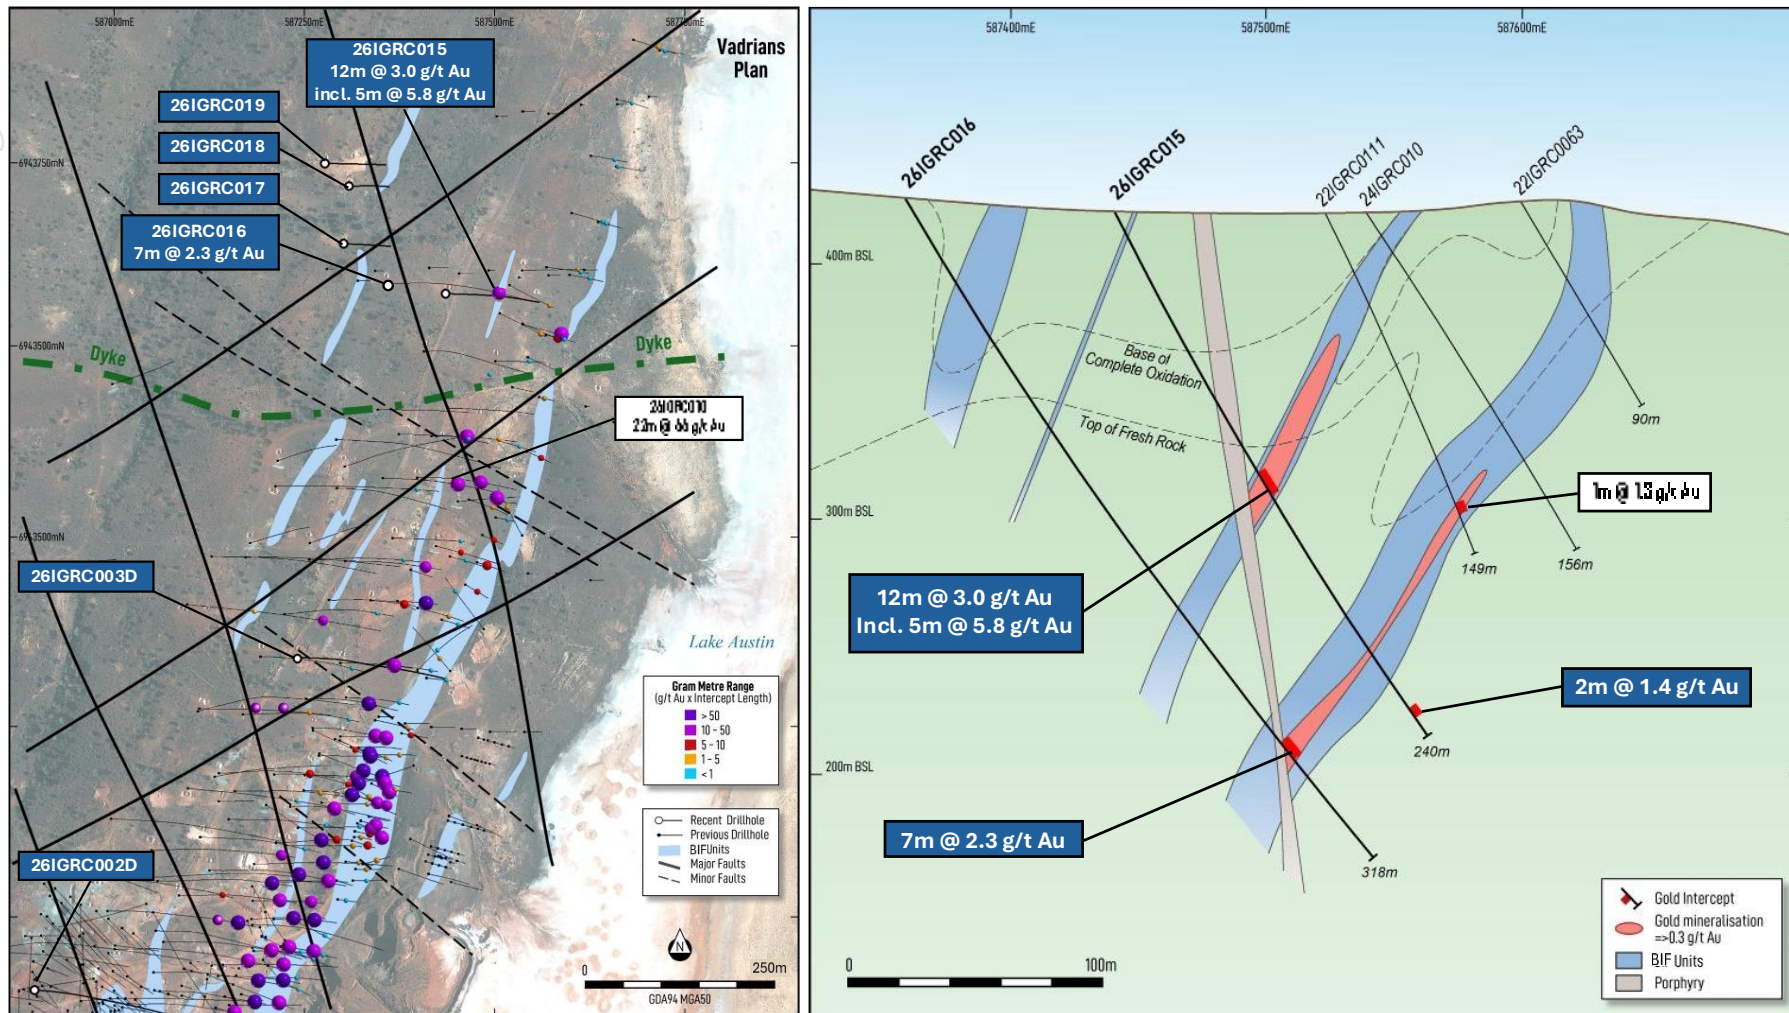 587000mE
587250mE
587500mE
Vadrians
Plan
26IGRC015
12m @ 3.0 g/t Au
incl. 5m @ 5.8 g/t Au
26IGRC019
26IGRC018
6943750mN
26IGRC017
26IGRC016
7m @ 2.3 g/t Au
6943500mN
Dyke
Dyke
6943500mN
26IGRC003D
Lake Austin
Gram Metre Range
(g/t Au x Intercept Length)
> 50
10 - 50
5 - 10
1 - 5
< 1
Recent Drillhole
Previous Drillhole
BIF Units
Major Faults
Minor Faults
26IGRC002D
N
0
250m
GDA94 MGA50
587400mE
587500mE
587600mE
26IGRC016
26IGRC015
22IGRC0111
24IGRC010
22IGRC0063
400m BSL
Base of
Complete Oxidation
Top of Fresh Rock
90m
300m BSL
149m
156m
12m @ 3.0 g/t Au
Incl. 5m @ 5.8 g/t Au
2m @ 1.4 g/t Au
240m
200m BSL
7m @ 2.3 g/t Au
318m
0
100m
Gold Intercept
Gold mineralisation
=>0.3 g/t Au
BIF Units
Porphyry